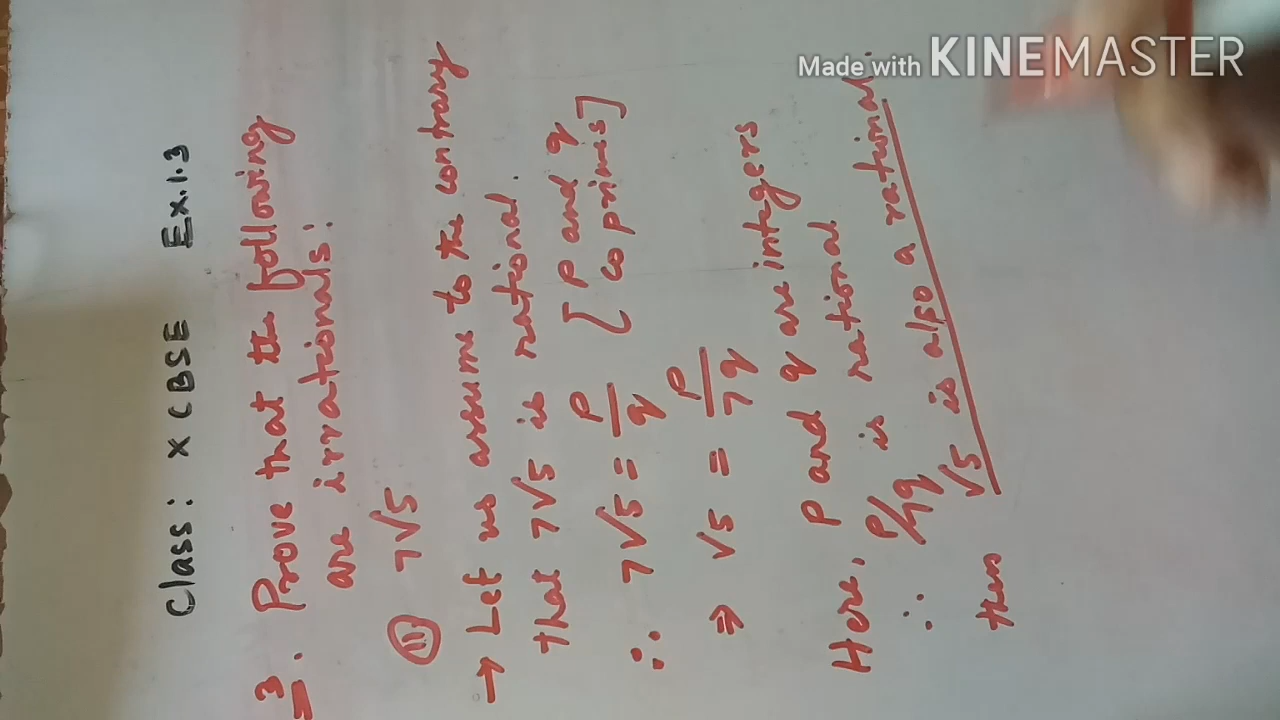 Class: X CBSE Ex.1.3
3. Prove that the following
are irrationals:
(ii) 7√5
→ Let us assume to the contrary
that 7√5 is rational.
∴ 7√5 = p/q [p and q
co primes]
⇒ √5 = p/7q
Here, p and q are integers
∴ p/7q is rational
then √5 is also a rational.
Made with KINEMASTER